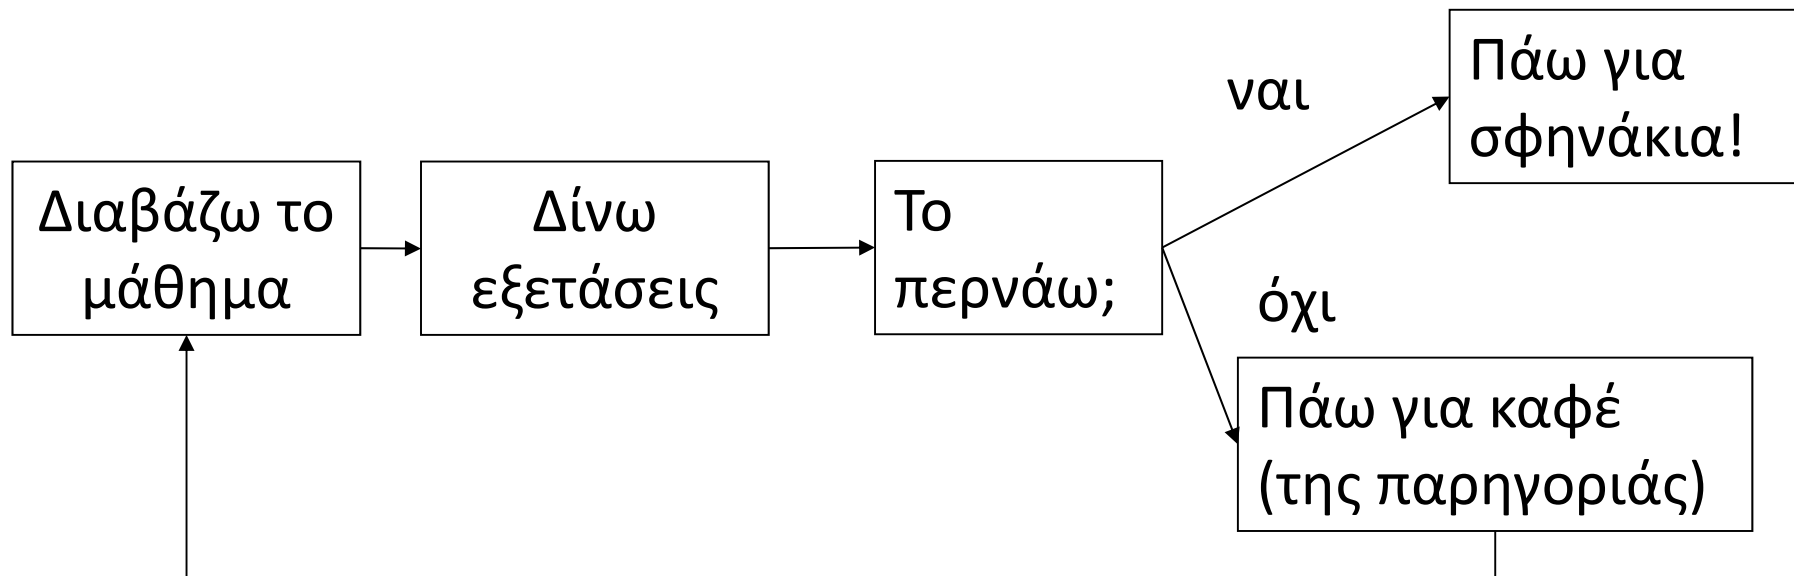 Διαβάζω το
μάθημα
Δίνω
εξετάσεις
Το
περνάω;
ναι
Πάω για
σφηνάκια!
όχι
Πάω για καφέ
(της παρηγοριάς)